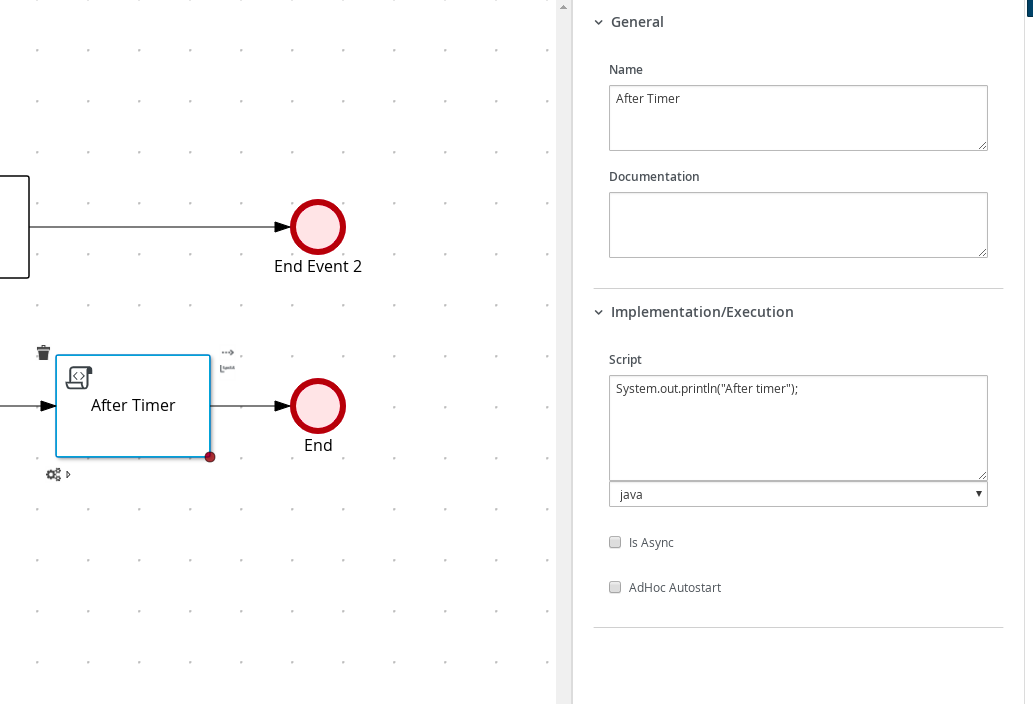 End Event 2
After Timer
End
General
Name
After Timer
Documentation
Implementation/Execution
Script
System.out.println("After timer");
java
Is Async
AdHoc Autostart